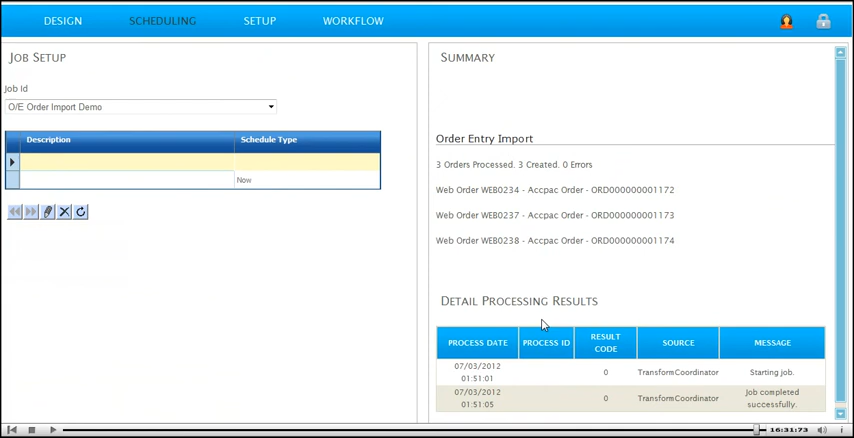 DESIGN SCHEDULING SETUP WORKFLOW
JOB SETUP
Job Id
O/E Order Import Demo
Description Schedule Type
Now
SUMMARY
Order Entry Import
3 Orders Processed. 3 Created. 0 Errors
Web Order WEB0234 - Accpac Order - ORD000000001172
Web Order WEB0237 - Accpac Order - ORD000000001173
Web Order WEB0238 - Accpac Order - ORD000000001174
DETAIL PROCESSING RESULTS
PROCESS DATE PROCESS ID RESULT CODE SOURCE MESSAGE
07/03/2012 01:51:01 0 TransformCoordinator Starting job.
07/03/2012 01:51:05 0 TransformCoordinator Job completed successfully.
16:31:73